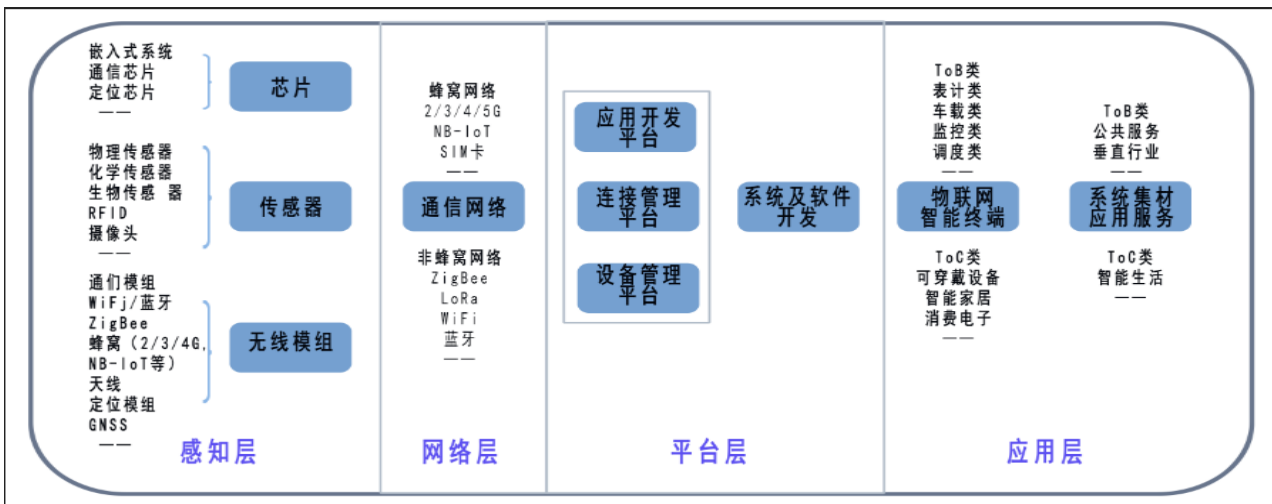 嵌入式系统
通信芯片
定位芯片
——
芯片
物理传感器
化学传感器
生物传感 器
RFID
摄像头
——
传感器
通们模组
WiFj/蓝牙
ZigBee
蜂窝（2/3/4G,
NB-IoT等）
天线
定位模组
GNSS
——
无线模组
感知层
蜂窝网络
2/3/4/5G
NB-IoT
SIM卡
——
通信网络
非蜂窝网络
ZigBee
LoRa
WiFi
蓝牙
——
网络层
应用开发
平台
连接管理
平台
设备管理
平台
系统及软件
开发
平台层
ToB类
表计类
车载类
监控类
调度类
——
物联网
智能终端
ToC类
可穿戴设备
智能家居
消费电子
——
ToB类
公共服务
垂直行业
——
系统集材
应用服务
ToC类
智能生活
——
应用层